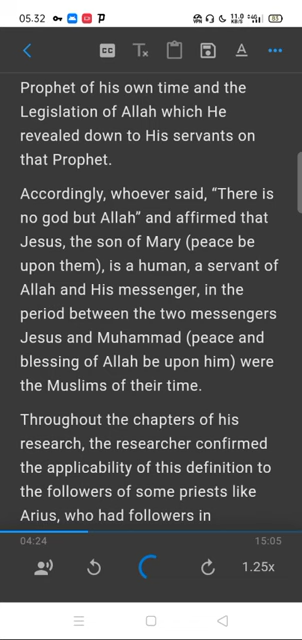 05.32
11.0
KB/S
83
CC
Prophet of his own time and the
Legislation of Allah which He
revealed down to His servants on
that Prophet.
Accordingly, whoever said, “There is
no god but Allah” and affirmed that
Jesus, the son of Mary (peace be
upon them), is a human, a servant of
Allah and His messenger, in the
period between the two messengers
Jesus and Muhammad (peace and
blessing of Allah be upon him) were
the Muslims of their time.
Throughout the chapters of his
research, the researcher confirmed
the applicability of this definition to
the followers of some priests like
Arius, who had followers in
04:24
15:05
1.25x